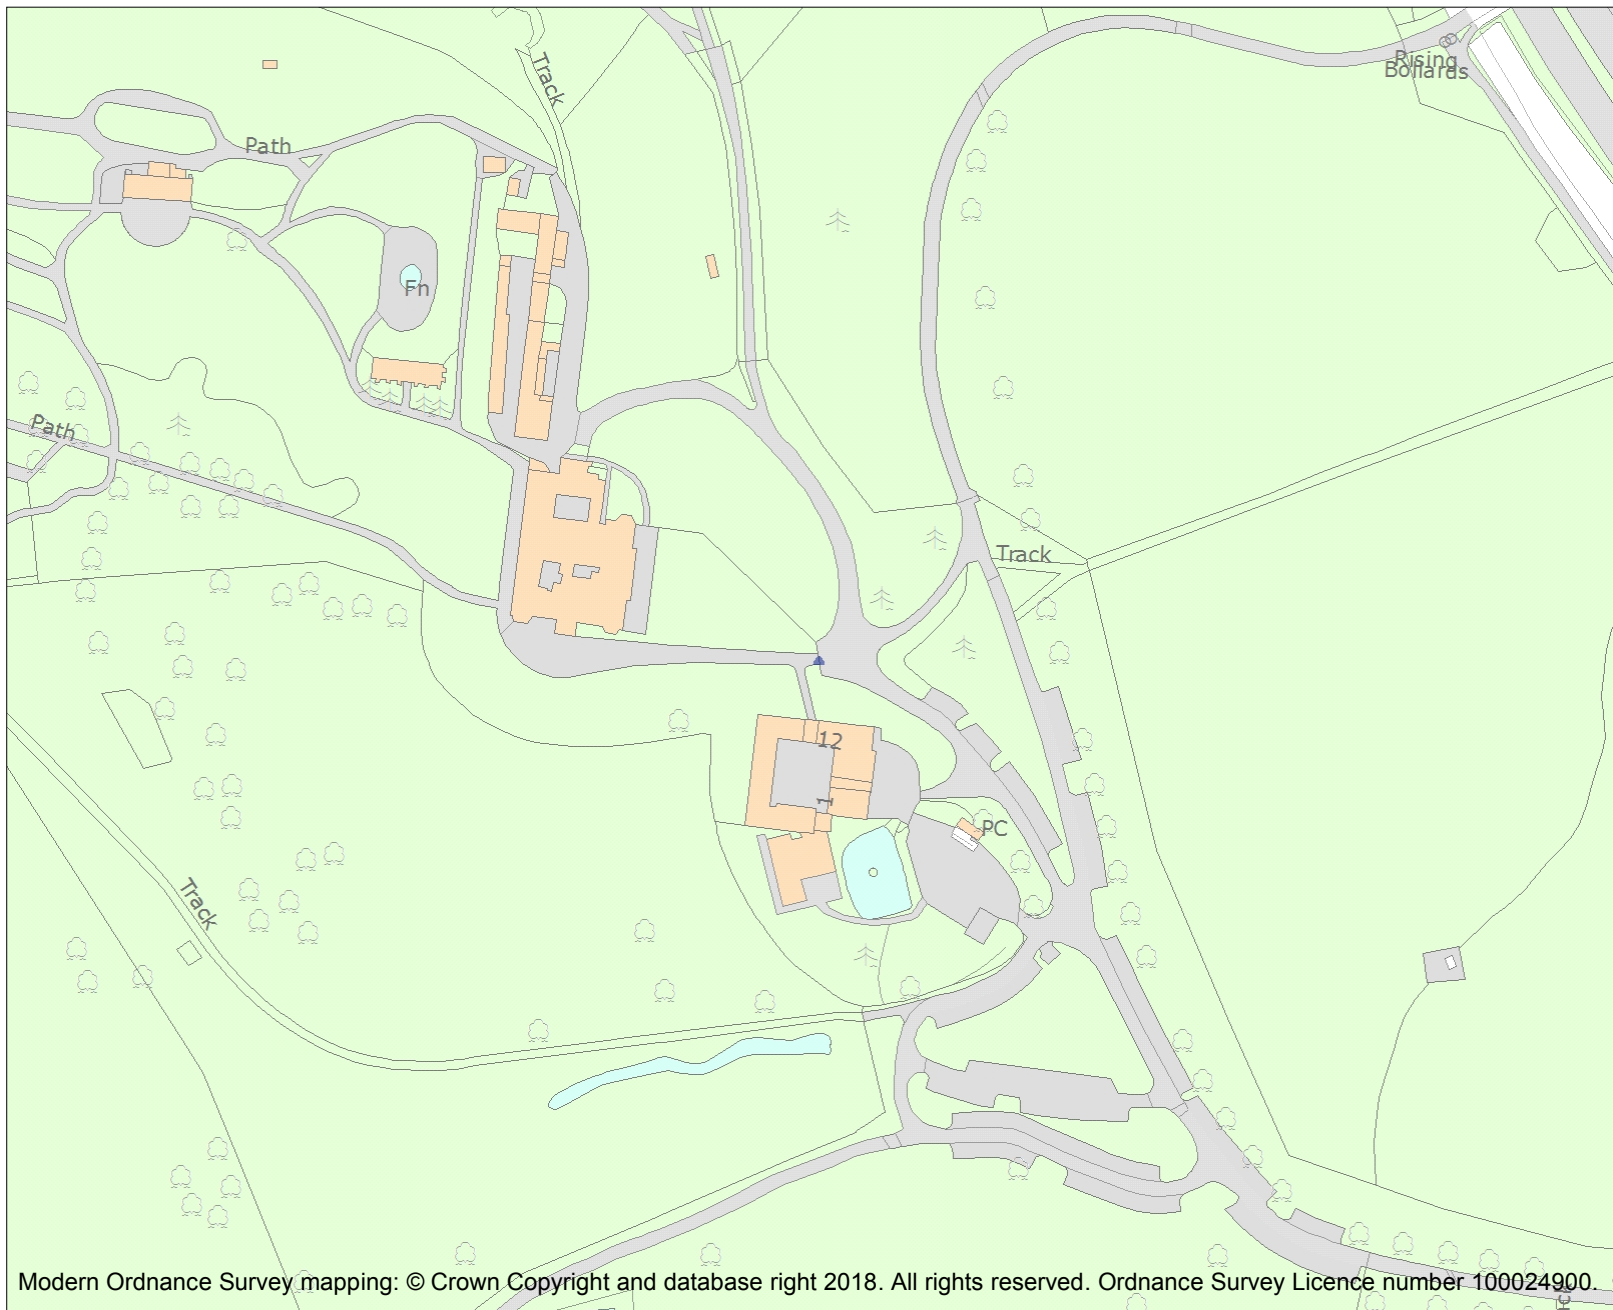 Track
Rising
Bollards
Path
Fn
Path
Track
12
1
PC
Track
Modern Ordnance Survey mapping: © Crown Copyright and database right 2018. All rights reserved. Ordnance Survey Licence number 100024900.